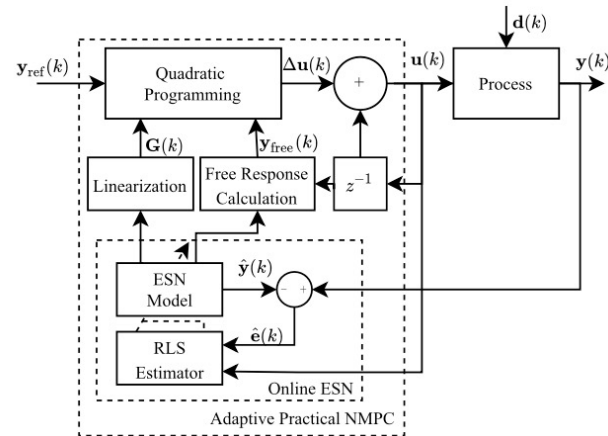 𝐝(k)
𝐲_ref(k)
Quadratic
Programming
Δ𝐮(k)
+
𝐮(k)
Process
𝐲(k)
𝐆(k)
𝐲_free(k)
Linearization
Free Response
Calculation
z⁻¹
ESN
Model
ŷ(k)
- +
RLS
Estimator
ê(k)
Online ESN
Adaptive Practical NMPC